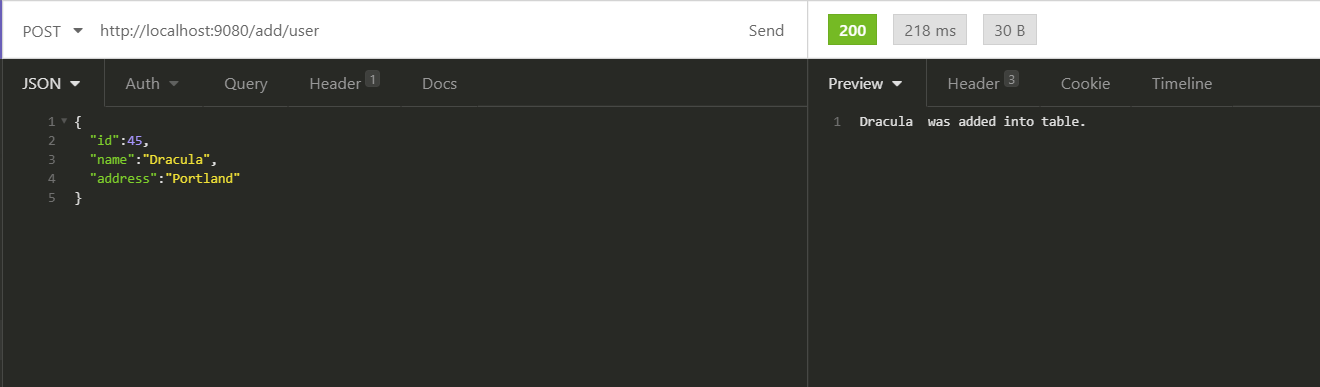 POST http://localhost:9080/add/user Send 200 218 ms 30 B
JSON Auth Query Header 1 Docs Preview Header 3 Cookie Timeline
1 {
2 "id":45,
3 "name":"Dracula",
4 "address":"Portland"
5 }
1 Dracula  was added into table.